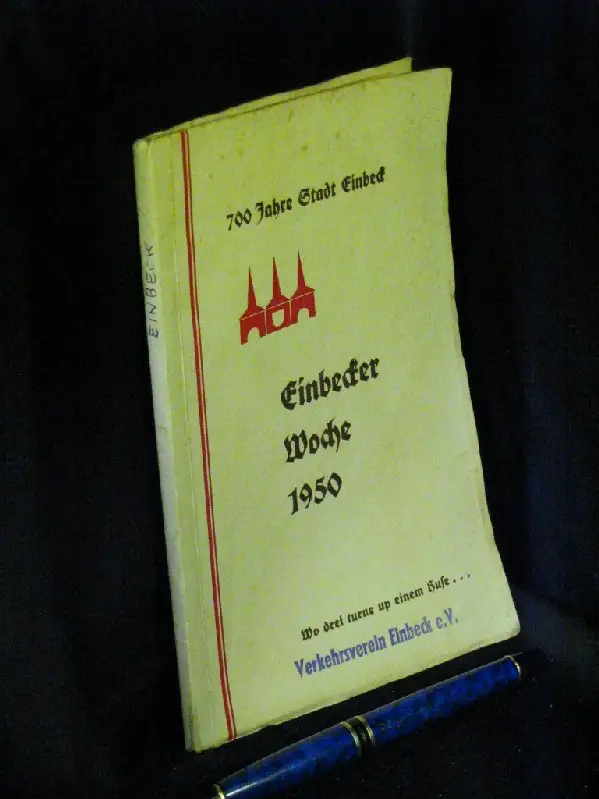 700 Jahre Stadt Einbeck
Einbecker
Woche
1950
Wo drei turne up einem Huse...
Verkehrsverein Einbeck e.V.
EINBECK